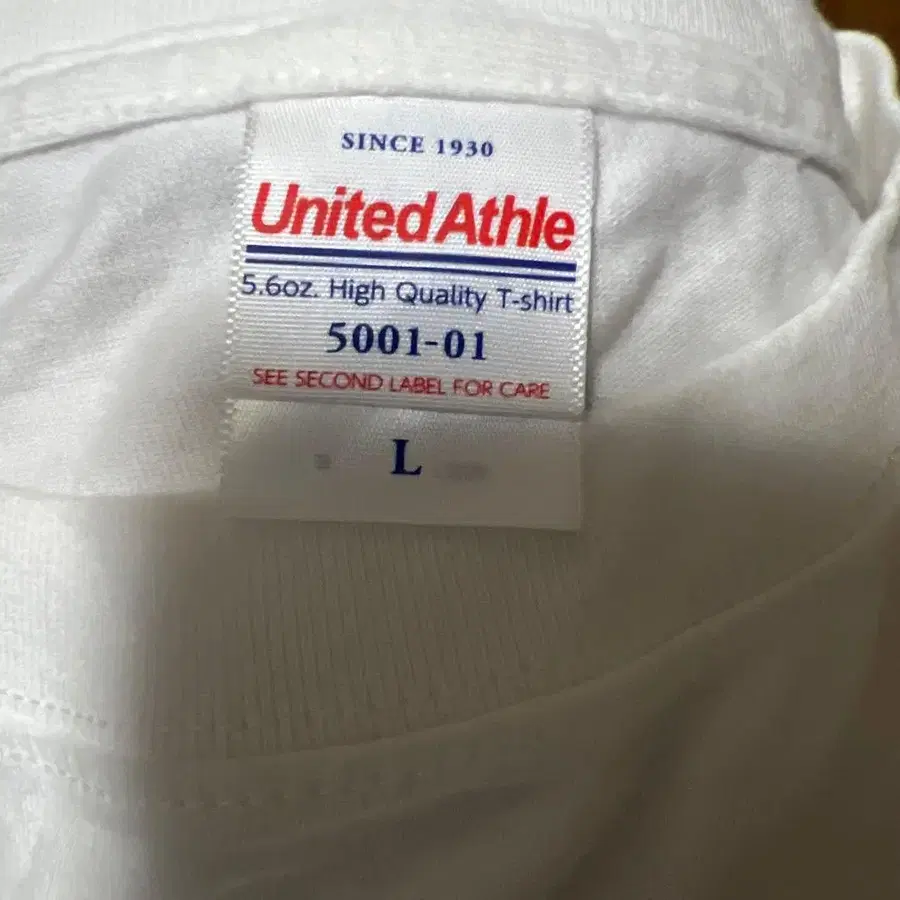 SINCE 1930
United Athle
5.6oz. High Quality T-shirt
5001-01
SEE SECOND LABEL FOR CARE
L